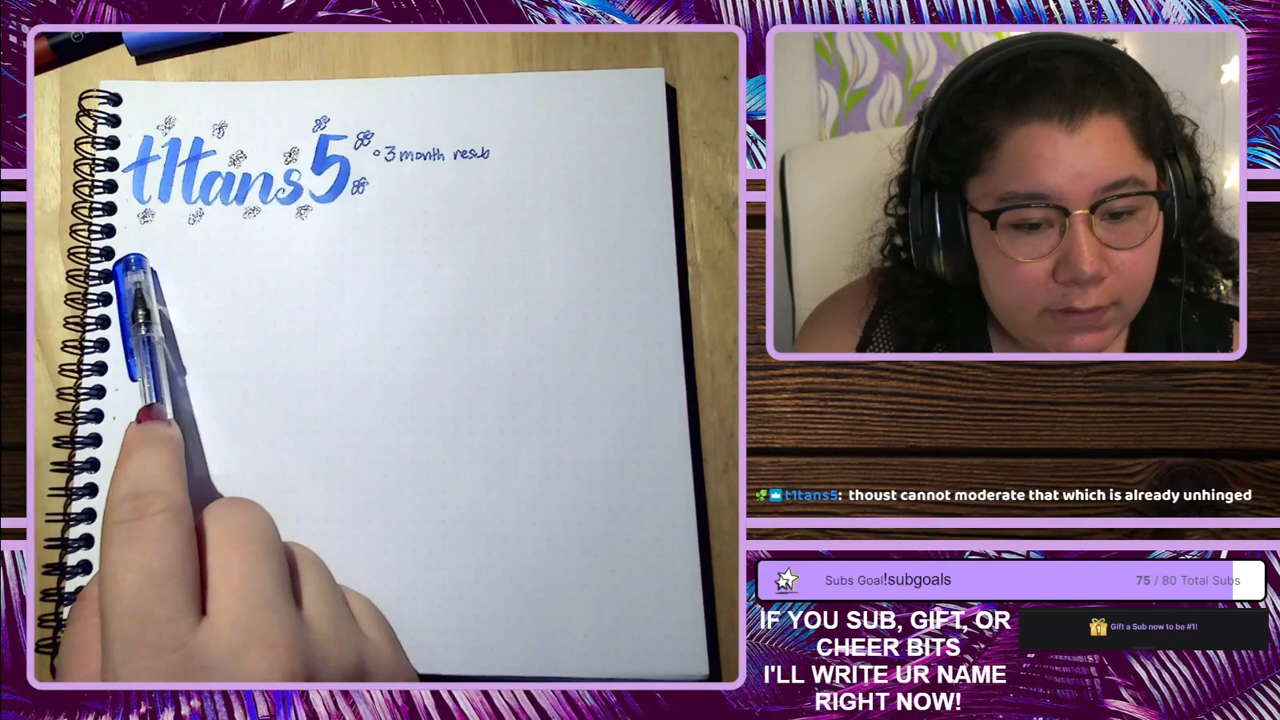 t1tans5
3 month resub
t1tans5: thoust cannot moderate that which is already unhinged
Subs Goal!subgoals
75 / 80 Total Subs
IF YOU SUB, GIFT, OR
CHEER BITS
I'LL WRITE UR NAME
RIGHT NOW!
1 Gift a Sub now to be #1!